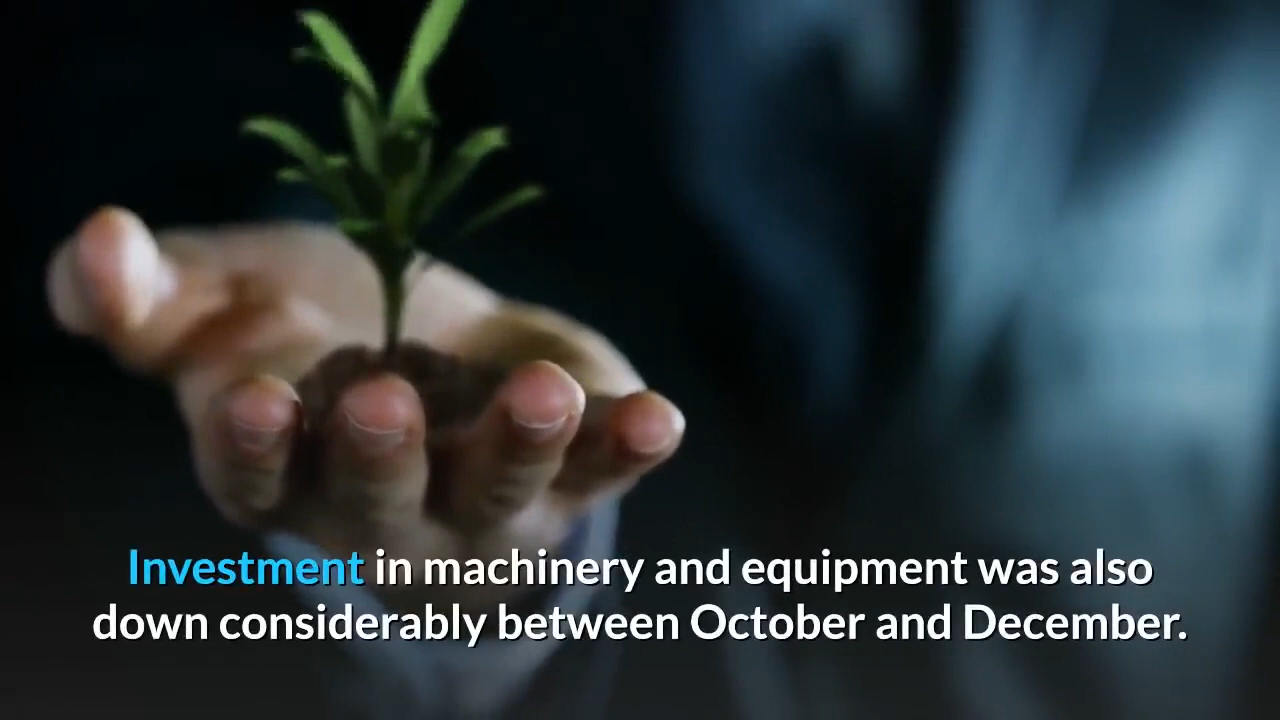 Investment in machinery and equipment was also
down considerably between October and December.